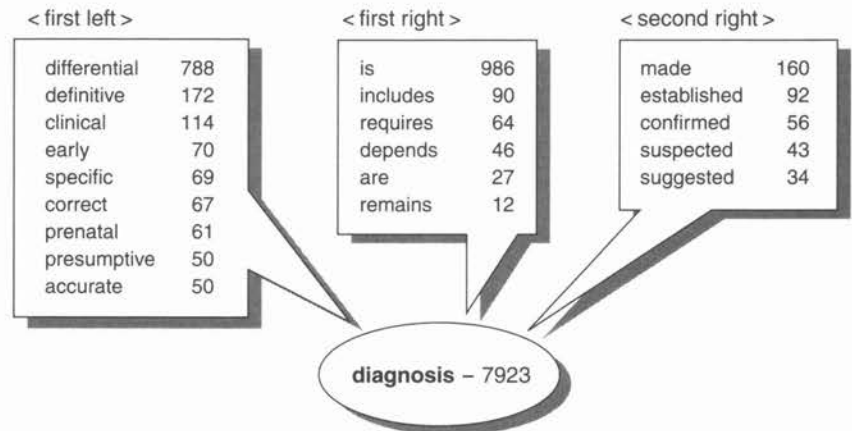 < first left >
differential 788
definitive 172
clinical 114
early 70
specific 69
correct 67
prenatal 61
presumptive 50
accurate 50
< first right >
is 986
includes 90
requires 64
depends 46
are 27
remains 12
< second right >
made 160
established 92
confirmed 56
suspected 43
suggested 34
diagnosis – 7923